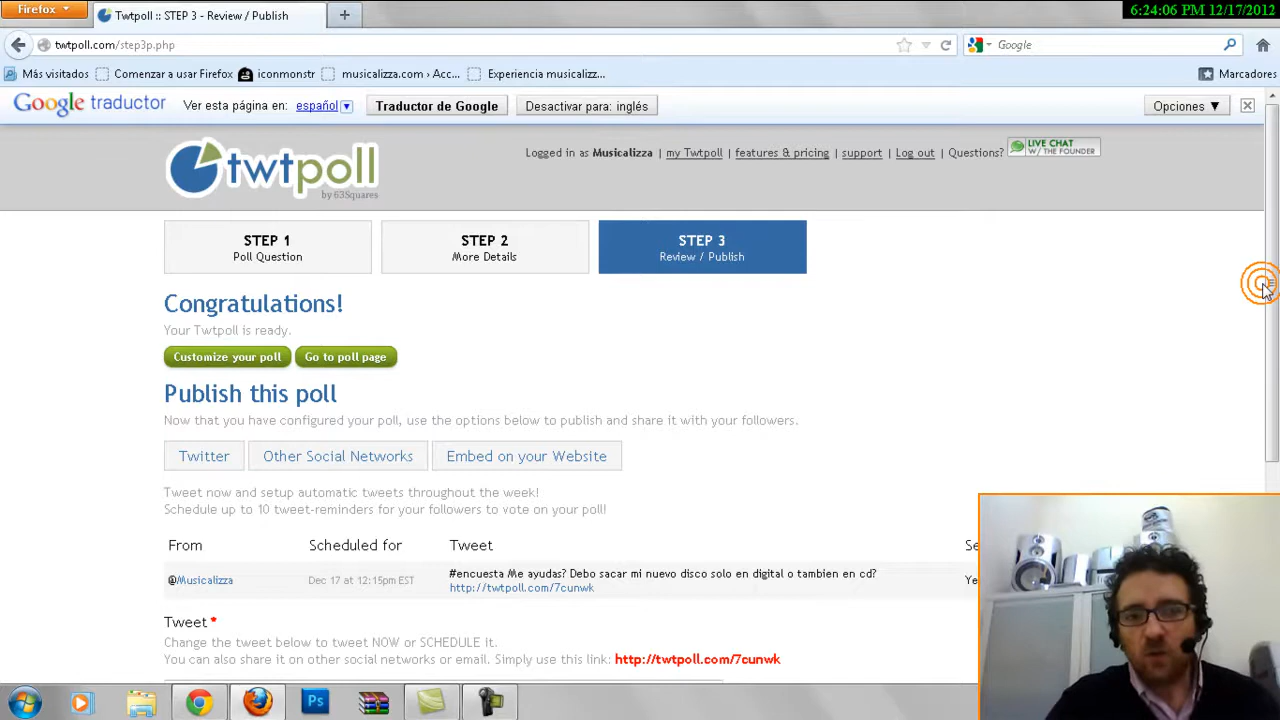 Firefox
Twtpoll :: STEP 3 - Review / Publish
6:24:06 PM 12/17/2012
twtpoll.com/step3p.php
Google
Más visitados
Comenzar a usar Firefox
iconmonstr
musicalizza.com › Acc...
Experiencia musicalizz...
Marcadores
Google traductor
Ver esta página en: español
Traductor de Google
Desactivar para: inglés
Opciones ▼
twtpoll
by 63Squares
Logged in as Musicalizza | my Twtpoll | features & pricing | support | Log out | Questions?
LIVE CHAT
W/ THE FOUNDER
STEP 1
Poll Question
STEP 2
More Details
STEP 3
Review / Publish
Congratulations!
Your Twtpoll is ready.
Customize your poll
Go to poll page
Publish this poll
Now that you have configured your poll, use the options below to publish and share it with your followers.
Twitter
Other Social Networks
Embed on your Website
Tweet now and setup automatic tweets throughout the week!
Schedule up to 10 tweet-reminders for your followers to vote on your poll!
From
Scheduled for
Tweet
Se
@Musicalizza
Dec 17 at 12:15pm EST
#encuesta Me ayudas? Debo sacar mi nuevo disco solo en digital o tambien en cd?
http://twtpoll.com/7cunwk
Ye
Tweet *
Change the tweet below to tweet NOW or SCHEDULE it.
You can also share it on other social networks or email. Simply use this link: http://twtpoll.com/7cunwk
Ps